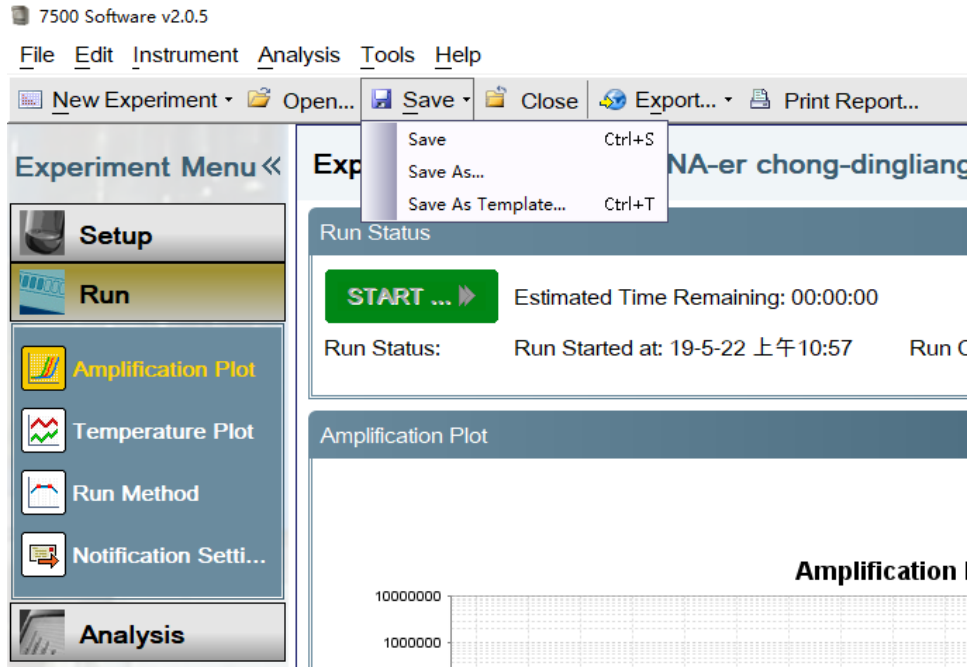 7500 Software v2.0.5
File Edit Instrument Analysis Tools Help
New Experiment Open... Save Close Export... Print Report...
Save Ctrl+S
Save As...
Save As Template... Ctrl+T
Experiment Menu«
Exp NA-er chong-dingliang
Setup
Run
Amplification Plot
Temperature Plot
Run Method
Notification Setti...
Analysis
Run Status
START ... Estimated Time Remaining: 00:00:00
Run Status: Run Started at: 19-5-22 上午10:57 Run
Amplification Plot
Amplification
10000000
1000000